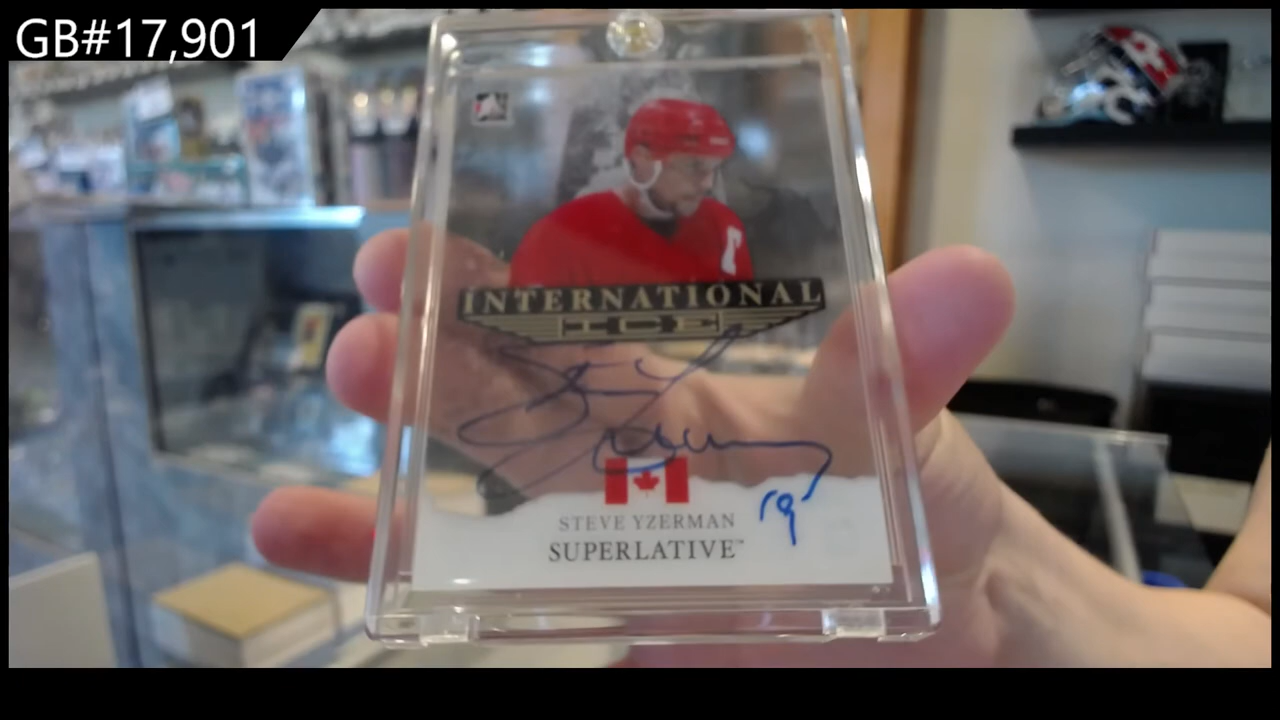 GB#17,901
INTERNATIONAL
ICE
19
STEVE YZERMAN
SUPERLATIVE™